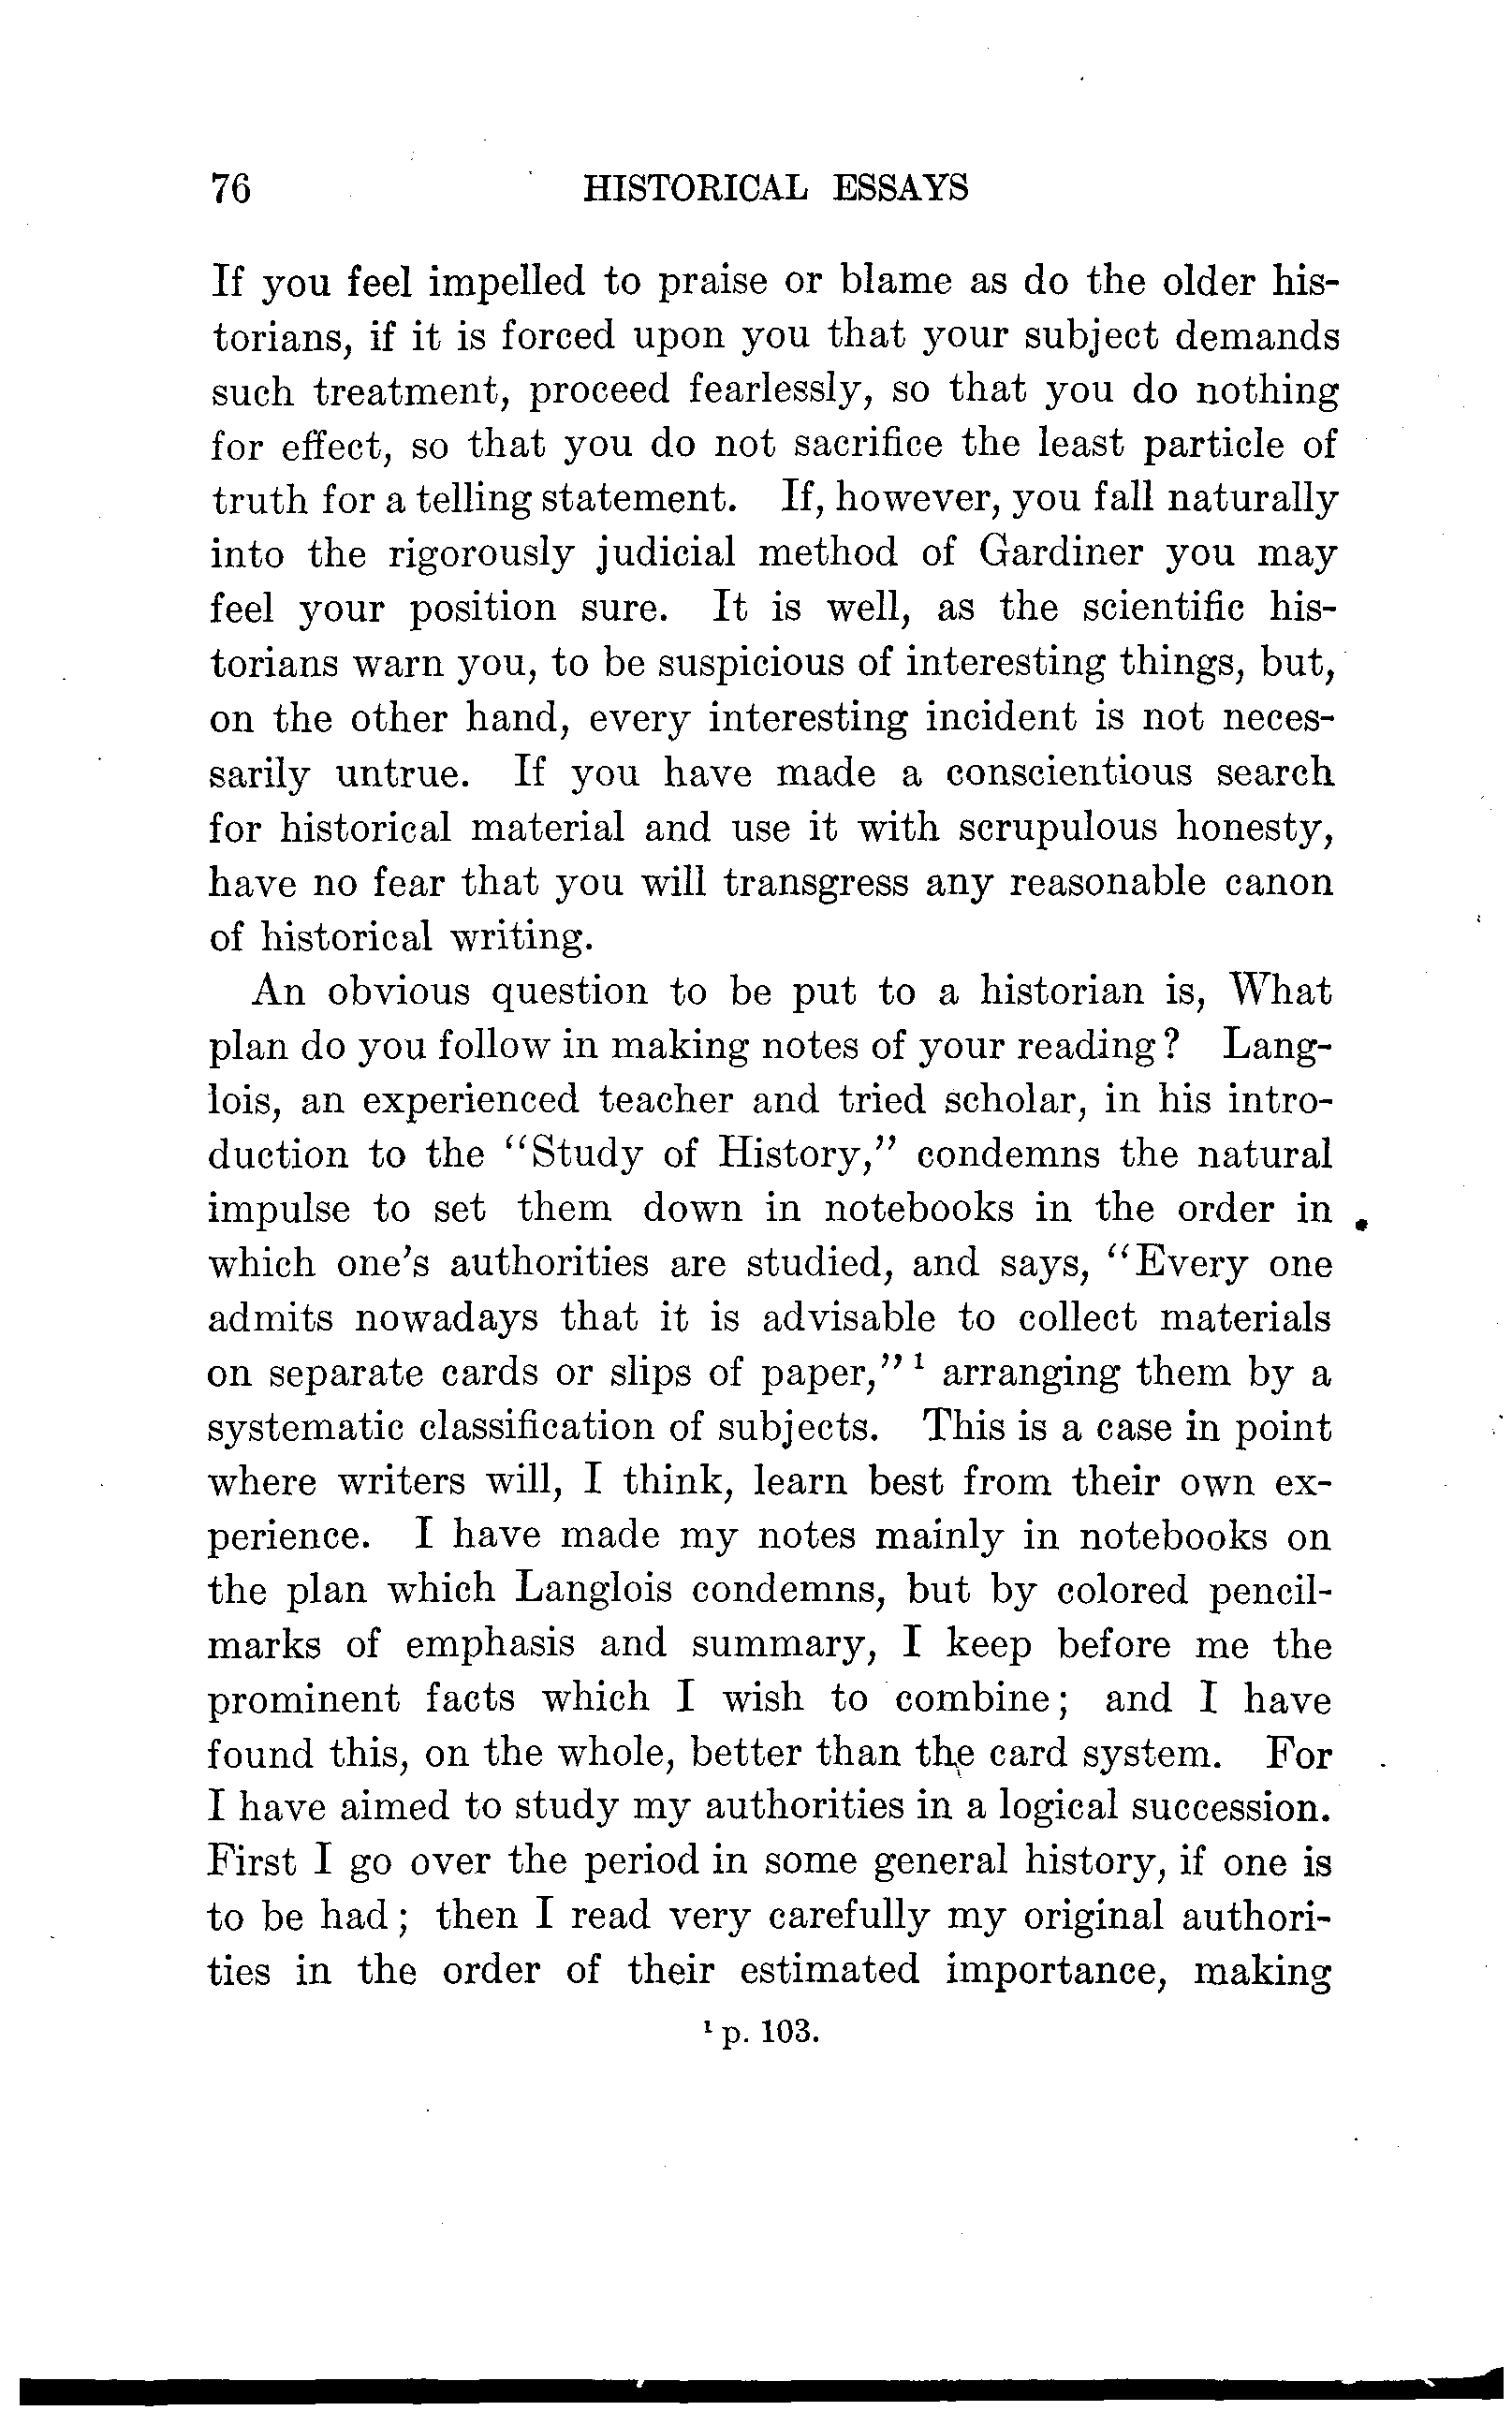 76 HISTORICAL ESSAYS
If you feel impelled to praise or blame as do the older his-
torians, if it is forced upon you that your subject demands
such treatment, proceed fearlessly, so that you do nothing
for effect, so that you do not sacrifice the least particle of
truth for a telling statement. If, however, you fall naturally
into the rigorously judicial method of Gardiner you may
feel your position sure. It is well, as the scientific his-
torians warn you, to be suspicious of interesting things, but,
on the other hand, every interesting incident is not neces-
sarily untrue. If you have made a conscientious search
for historical material and use it with scrupulous honesty,
have no fear that you will transgress any reasonable canon
of historical writing.
An obvious question to be put to a historian is, What
plan do you follow in making notes of your reading? Lang-
lois, an experienced teacher and tried scholar, in his intro-
duction to the “Study of History,” condemns the natural
impulse to set them down in notebooks in the order in
which one's authorities are studied, and says, “Every one
admits nowadays that it is advisable to collect materials
on separate cards or slips of paper,” ¹ arranging them by a
systematic classification of subjects. This is a case in point
where writers will, I think, learn best from their own ex-
perience. I have made my notes mainly in notebooks on
the plan which Langlois condemns, but by colored pencil-
marks of emphasis and summary, I keep before me the
prominent facts which I wish to combine; and I have
found this, on the whole, better than the card system. For
I have aimed to study my authorities in a logical succession.
First I go over the period in some general history, if one is
to be had; then I read very carefully my original authori-
ties in the order of their estimated importance, making
¹ p. 103.